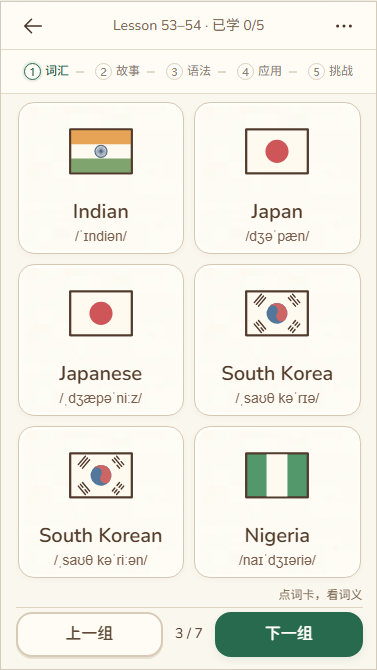 Lesson 53–54 · 已学 0/5
1 词汇 – 2 故事 – 3 语法 – 4 应用 – 5 挑战
Indian
/ˈɪndiən/
Japan
/dʒəˈpæn/
Japanese
/ˌdʒæpəˈniːz/
South Korea
/ˌsaʊθ kəˈrɪə/
South Korean
/ˌsaʊθ kəˈriːən/
Nigeria
/naɪˈdʒɪəriə/
点词卡，看词义
上一组
3 / 7
下一组